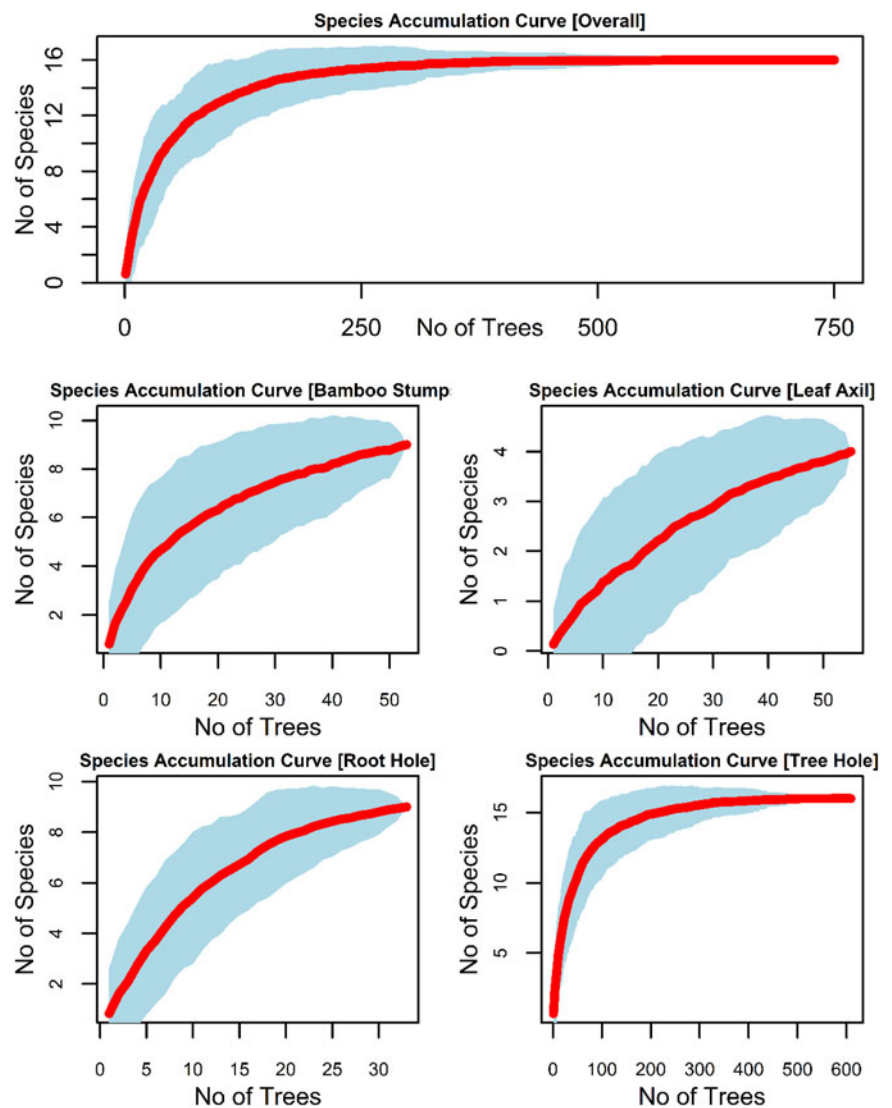 Species Accumulation Curve [Overall]
No of Species
0 4 8 12 16
0 250 500 750
No of Trees
Species Accumulation Curve [Bamboo Stump
No of Species
2 4 6 8 10
0 10 20 30 40 50
No of Trees
Species Accumulation Curve [Leaf Axil]
No of Species
0 1 2 3 4
0 10 20 30 40 50
No of Trees
Species Accumulation Curve [Root Hole]
No of Species
2 4 6 8 10
0 5 10 15 20 25 30
No of Trees
Species Accumulation Curve [Tree Hole]
No of Species
5 10 15
0 100 200 300 400 500 600
No of Trees